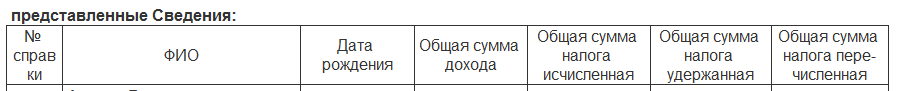 представленные Сведения:
№ справ ки
ФИО
Дата рождения
Общая сумма дохода
Общая сумма налога исчисленная
Общая сумма налога удержанная
Общая сумма налога пере-численная